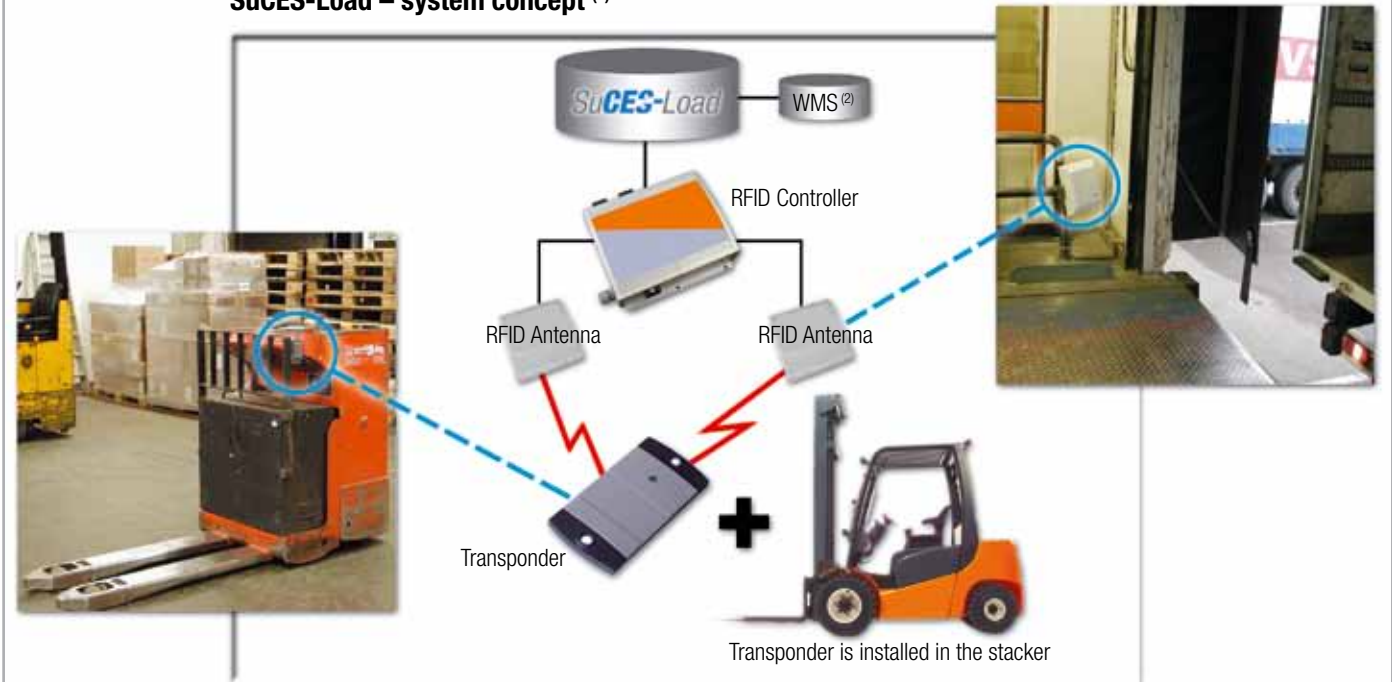 SuCES-Load – system concept
SuCES-Load
WMS (2)
RFID Controller
RFID Antenna
RFID Antenna
Transponder
Transponder is installed in the stacker